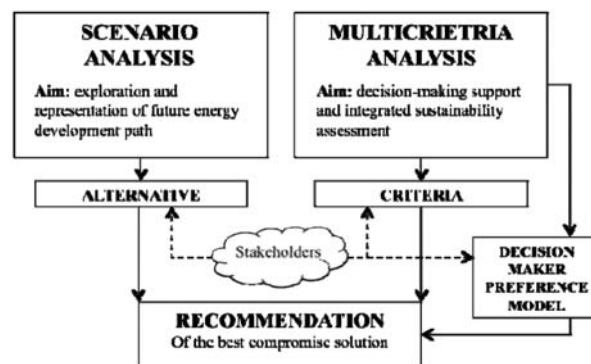 SCENARIO
ANALYSIS
Aim: exploration and
representation of future energy
development path
MULTICRIETRIA
ANALYSIS
Aim: decision-making support
and integrated sustainability
assessment
ALTERNATIVE
CRITERIA
Stakeholders
DECISION
MAKER
PREFERENCE
MODEL
RECOMMENDATION
Of the best compromise solution